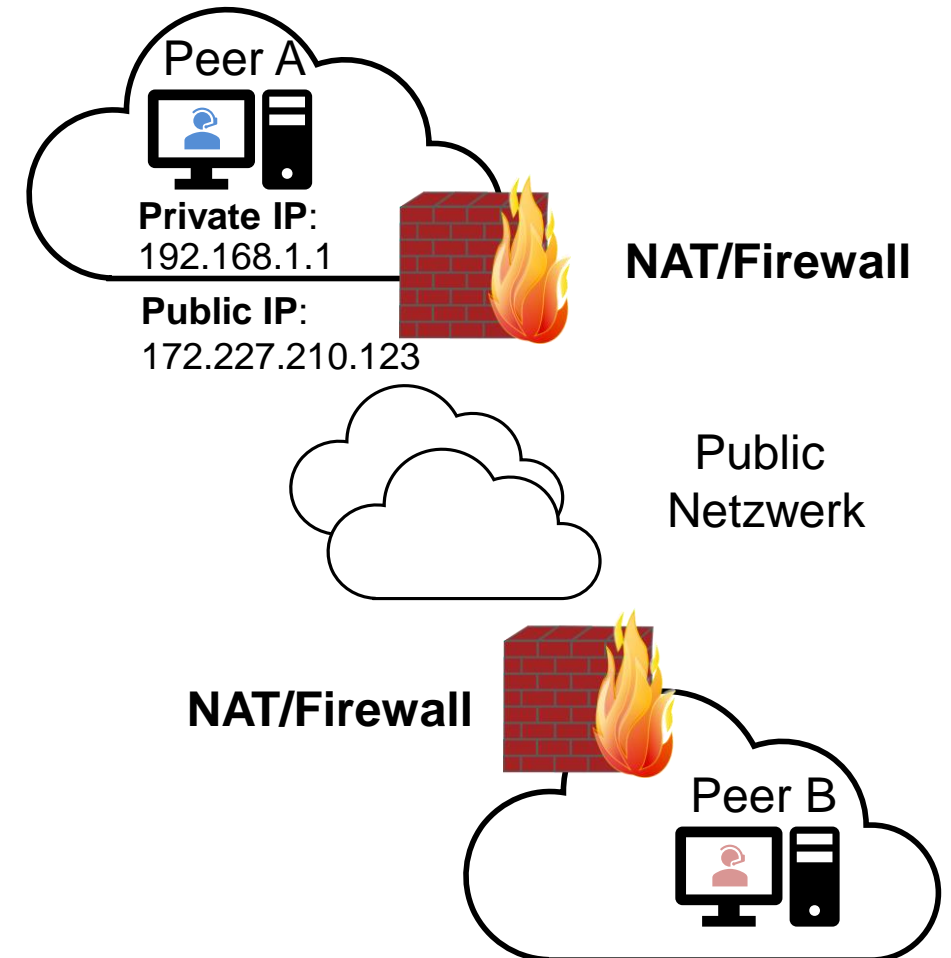 Peer A
Private IP:
192.168.1.1
NAT/Firewall
Public IP:
172.227.210.123
Public
Netzwerk
NAT/Firewall
Peer B